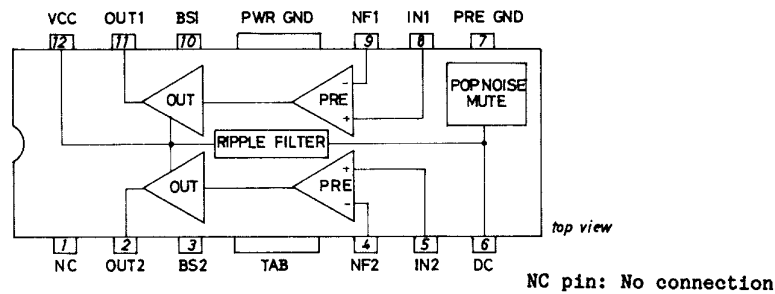 VCC OUT1 BS1 PWR GND NF1 IN1 PRE GND
12 11 10 9 8 7
OUT PRE POP NOISE
MUTE
- +
RIPPLE FILTER
OUT PRE
+ -
top view
1 2 3 4 5 6
NC OUT2 BS2 TAB NF2 IN2 DC
NC pin: No connection